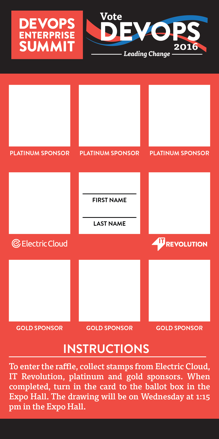 DEVOPS
ENTERPRISE
SUMMIT
Vote
DEVOPS
2016
Leading Change
PLATINUM SPONSOR PLATINUM SPONSOR PLATINUM SPONSOR
FIRST NAME
LAST NAME
Electric Cloud
IT REVOLUTION
GOLD SPONSOR GOLD SPONSOR GOLD SPONSOR
INSTRUCTIONS
To enter the raffle, collect stamps from Electric Cloud,
IT Revolution, platinum and gold sponsors. When
completed, turn in the card to the ballot box in the
Expo Hall. The drawing will be on Wednesday at 1:15
pm in the Expo Hall.